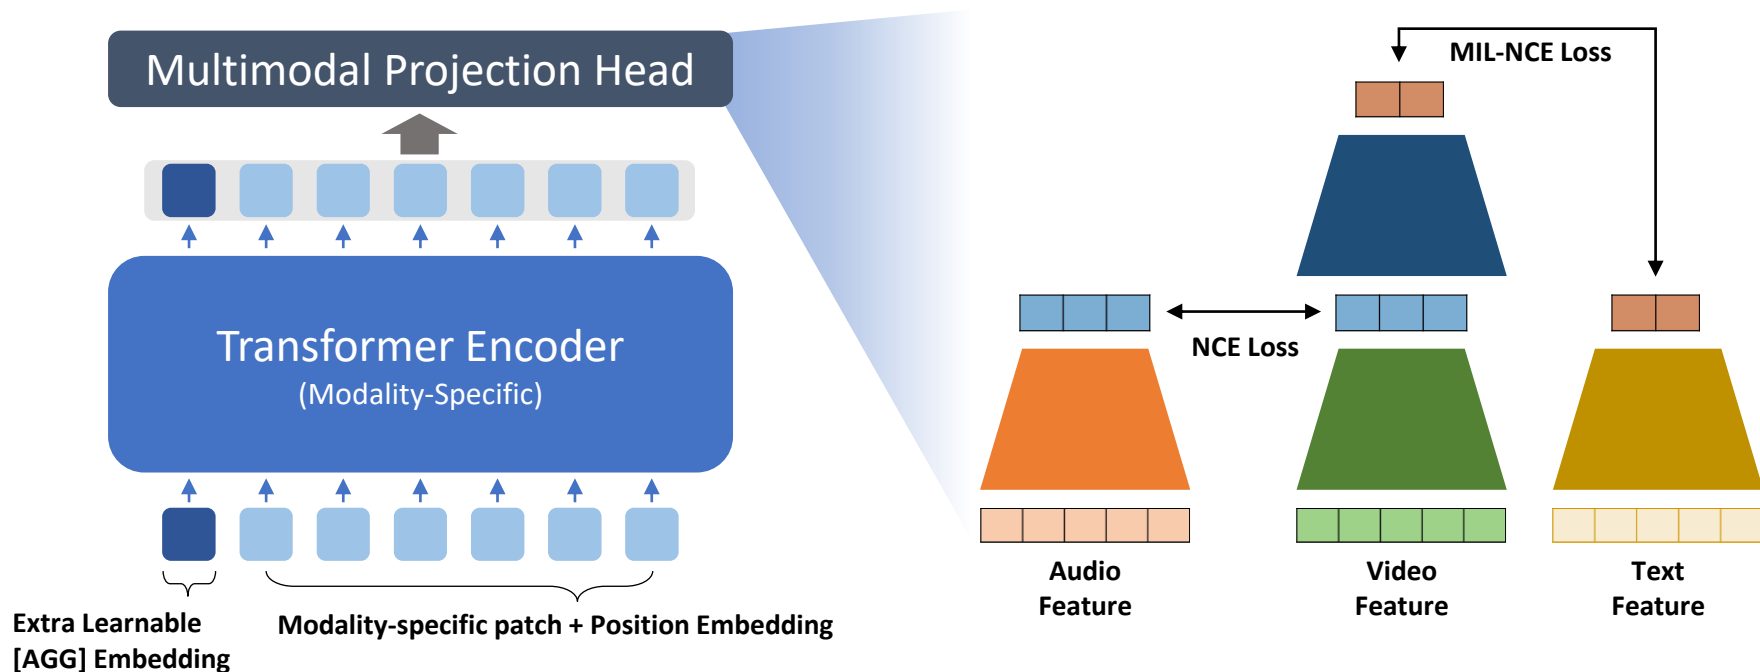 Multimodal Projection Head
Transformer Encoder
(Modality-Specific)
Extra Learnable
[AGG] Embedding
Modality-specific patch + Position Embedding
MIL-NCE Loss
NCE Loss
Audio
Feature
Video
Feature
Text
Feature